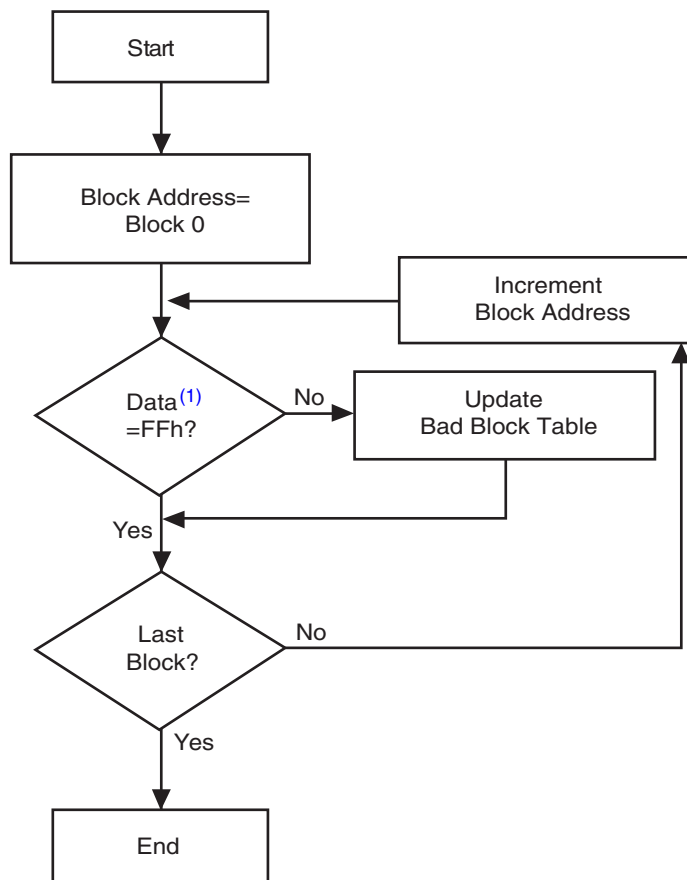 Start
Block Address=
Block 0
Increment
Block Address
Data(1)
=FFh?
No
Update
Bad Block Table
Yes
Last
Block?
No
Yes
End